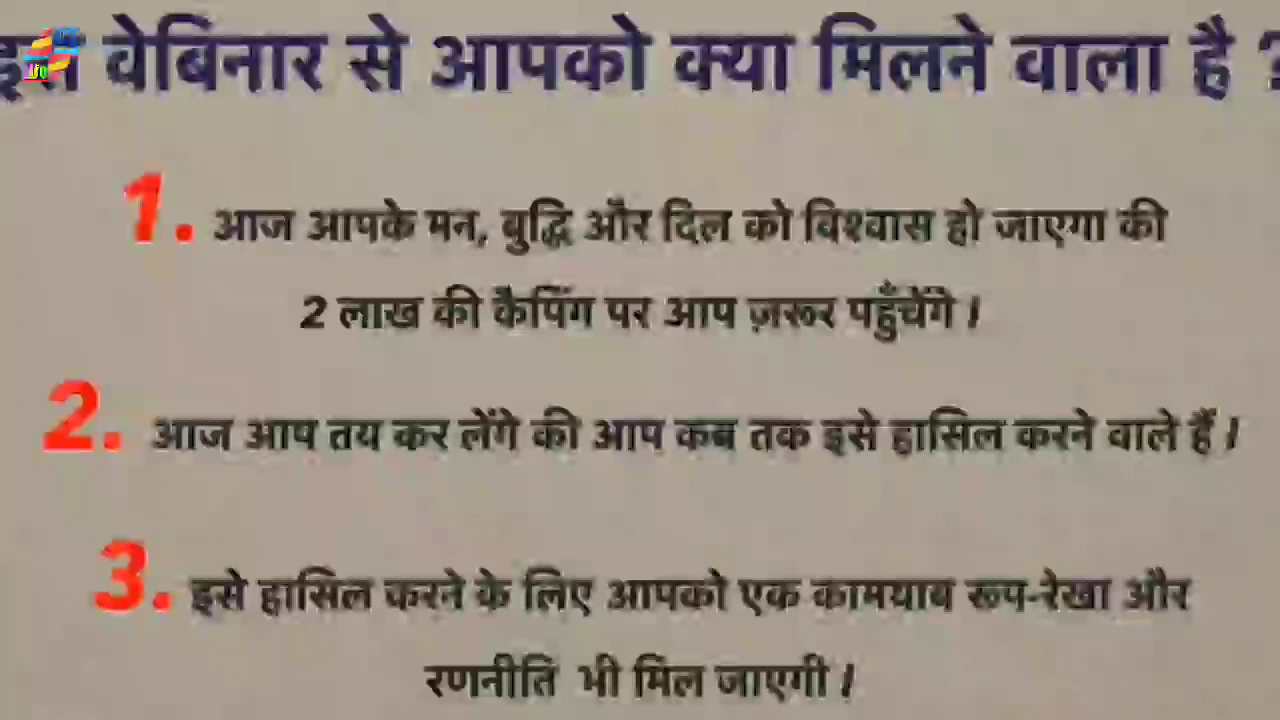 इस वेबिनार से आपको क्या मिलने वाला है ?
1. आज आपके मन, बुद्धि और दिल को विश्वास हो जाएगा की
2 लाख की कैपिंग पर आप ज़रूर पहुँचेंगे ।
2. आज आप तय कर लेंगे की आप कब तक इसे हासिल करने वाले हैं ।
3. इसे हासिल करने के लिए आपको एक कामयाब रूप-रेखा और
रणनीति भी मिल जाएगी ।